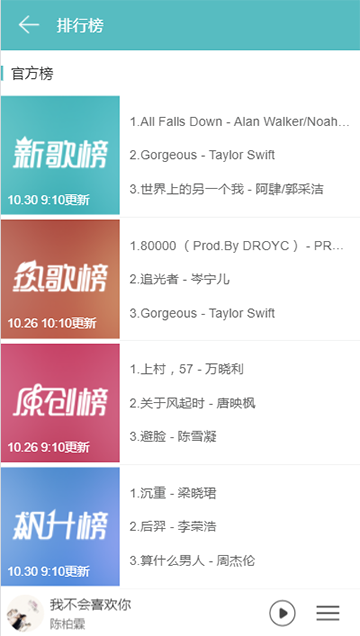 排行榜
官方榜
新歌榜
10.30 9:10更新
1.All Falls Down - Alan Walker/Noah...
2.Gorgeous - Taylor Swift
3.世界上的另一个我 - 阿肆/郭采洁
热歌榜
10.26 10:10更新
1.80000（ Prod.By DROYC ） - PR...
2.追光者 - 岑宁儿
3.Gorgeous - Taylor Swift
原创榜
10.26 9:10更新
1.上村，57 - 万晓利
2.关于风起时 - 唐映枫
3.避脸 - 陈雪凝
飙升榜
10.26 9:10更新
1.沉重 - 梁晓珺
2.后羿 - 李荣浩
3.算什么男人 - 周杰伦
我不会喜欢你
陈柏霖